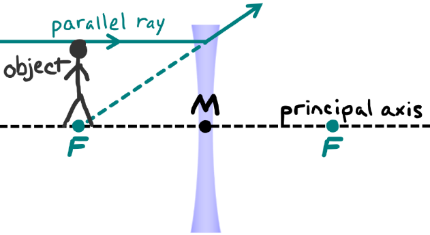 parallel ray
object
M
principal axis
F
F